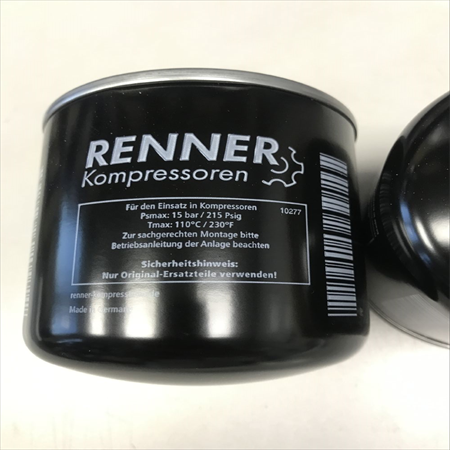 RENNER
Kompressoren
Für den Einsatz in Kompressoren
Psmax: 15 bar / 215 Psig
Tmax: 110°C / 230°F
Zur sachgerechten Montage bitte
Betriebsanleitung der Anlage beachten
Sicherheitshinweis:
Nur Original-Ersatzteile verwenden!
10277
Made in Germany